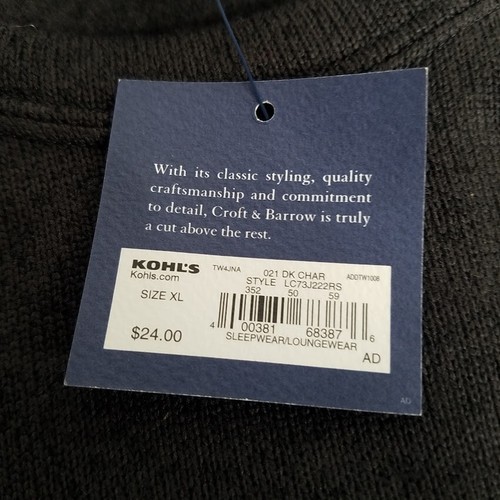 With its classic styling, quality
craftsmanship and commitment
to detail, Croft & Barrow is truly
a cut above the rest.
KOHL'S TW4JNA 021 DK CHAR ADDTW1008
Kohls.com STYLE LC73J222RS
352 50 59
SIZE XL
4 00381 68387 6
$24.00 SLEEPWEAR/LOUNGEWEAR
AD
AD